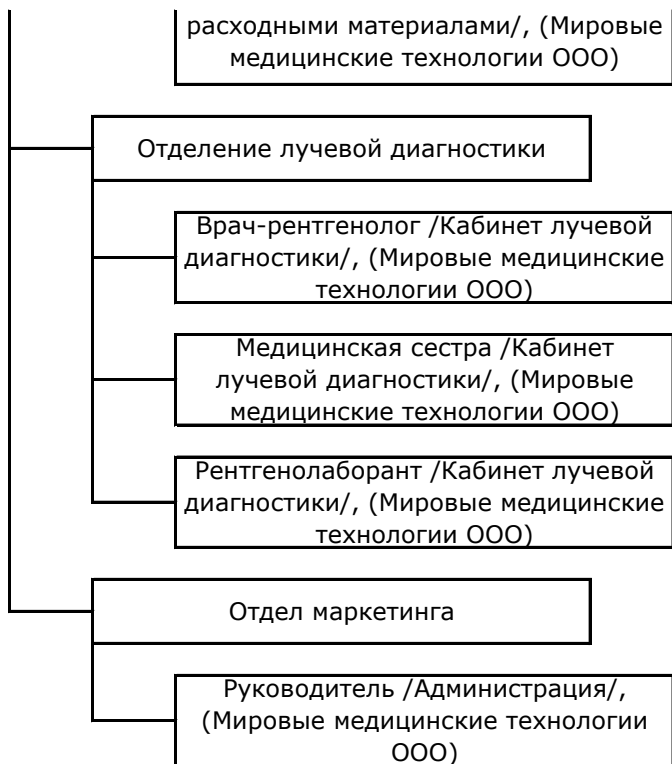 расходными материалами/, (Мировые
медицинские технологии ООО)
Отделение лучевой диагностики
Врач-рентгенолог /Кабинет лучевой
диагностики/, (Мировые медицинские
технологии ООО)
Медицинская сестра /Кабинет
лучевой диагностики/, (Мировые
медицинские технологии ООО)
Рентгенолаборант /Кабинет лучевой
диагностики/, (Мировые медицинские
технологии ООО)
Отдел маркетинга
Руководитель /Администрация/,
(Мировые медицинские технологии
ООО)